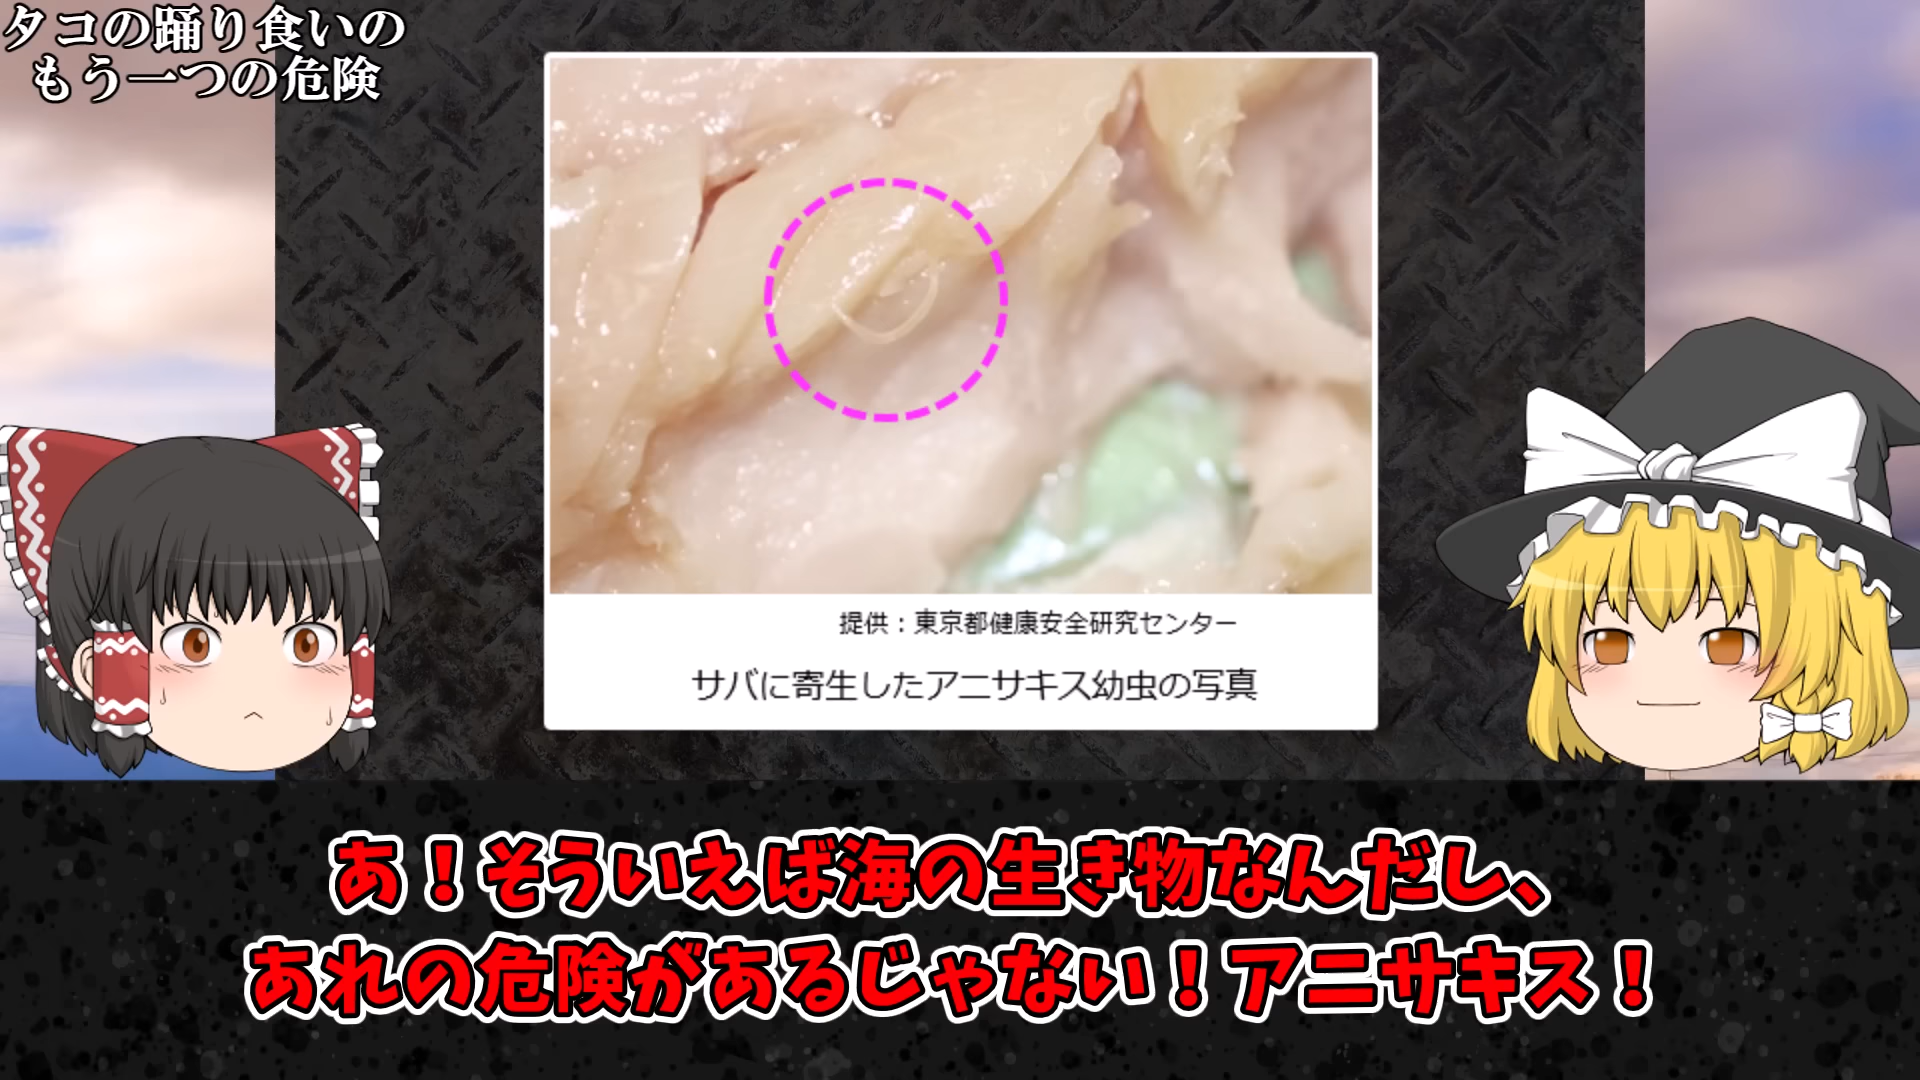 タコの踊り食いの
もう一つの危険
提供：東京都健康安全研究センター
サバに寄生したアニサキス幼虫の写真
あ！そういえば海の生き物なんだし、
あれの危険があるじゃない！アニサキス！